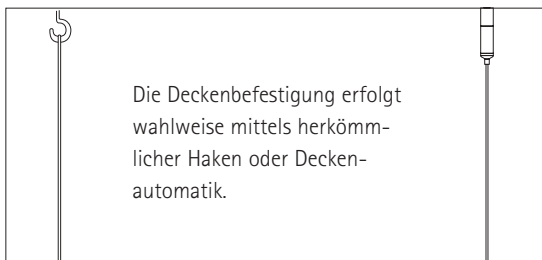 Die Deckenbefestigung erfolgt
wahlweise mittels herkömm-
licher Haken oder Decken-
automatik.